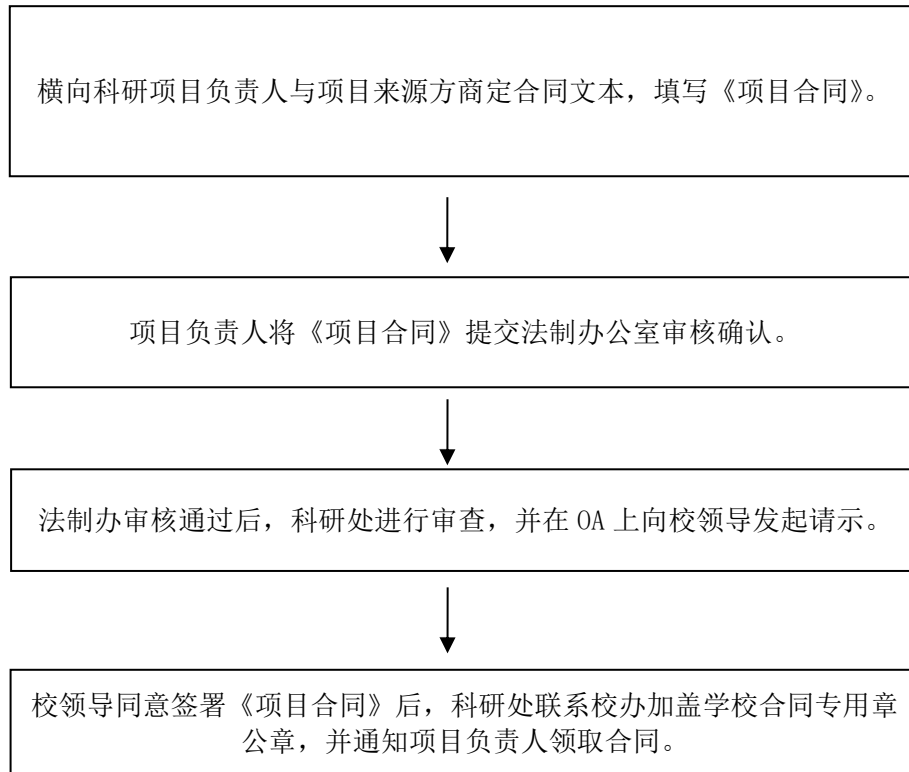 横向科研项目负责人与项目来源方商定合同文本，填写《项目合同》。
项目负责人将《项目合同》提交法制办公室审核确认。
法制办审核通过后，科研处进行审查，并在 OA 上向校领导发起请示。
校领导同意签署《项目合同》后，科研处联系校办加盖学校合同专用章
公章，并通知项目负责人领取合同。